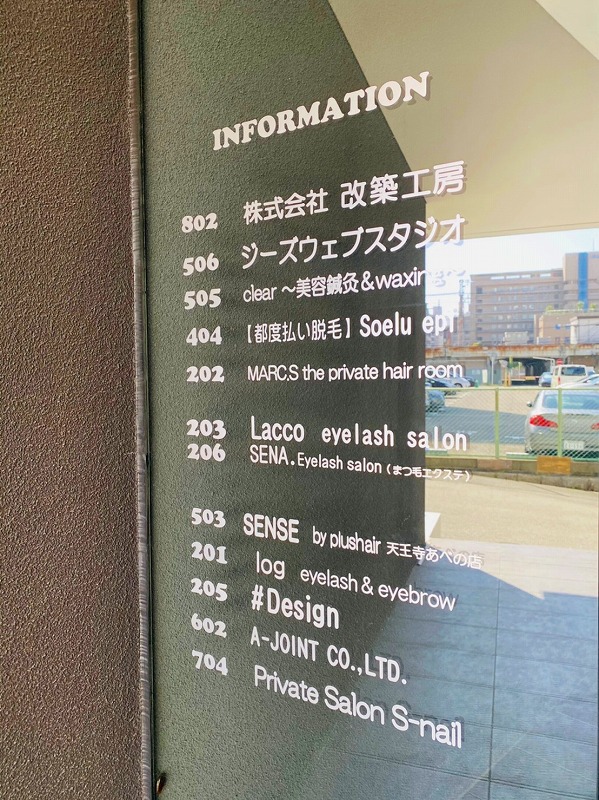 INFORMATION
802 株式会社 改築工房
506 ジーズウェブスタジオ
505 clear ～美容鍼灸&waxing～
404 【都度払い脱毛】 Soelu epi
202 MARC.S the private hair room
203 Lacco eyelash salon
206 SENA.Eyelash salon (まつ毛エクステ)
503 SENSE by plushair 天王寺あべの店
201 log eyelash & eyebrow
205 #Design
602 A-JOINT CO.,LTD.
704 Private Salon S-nail